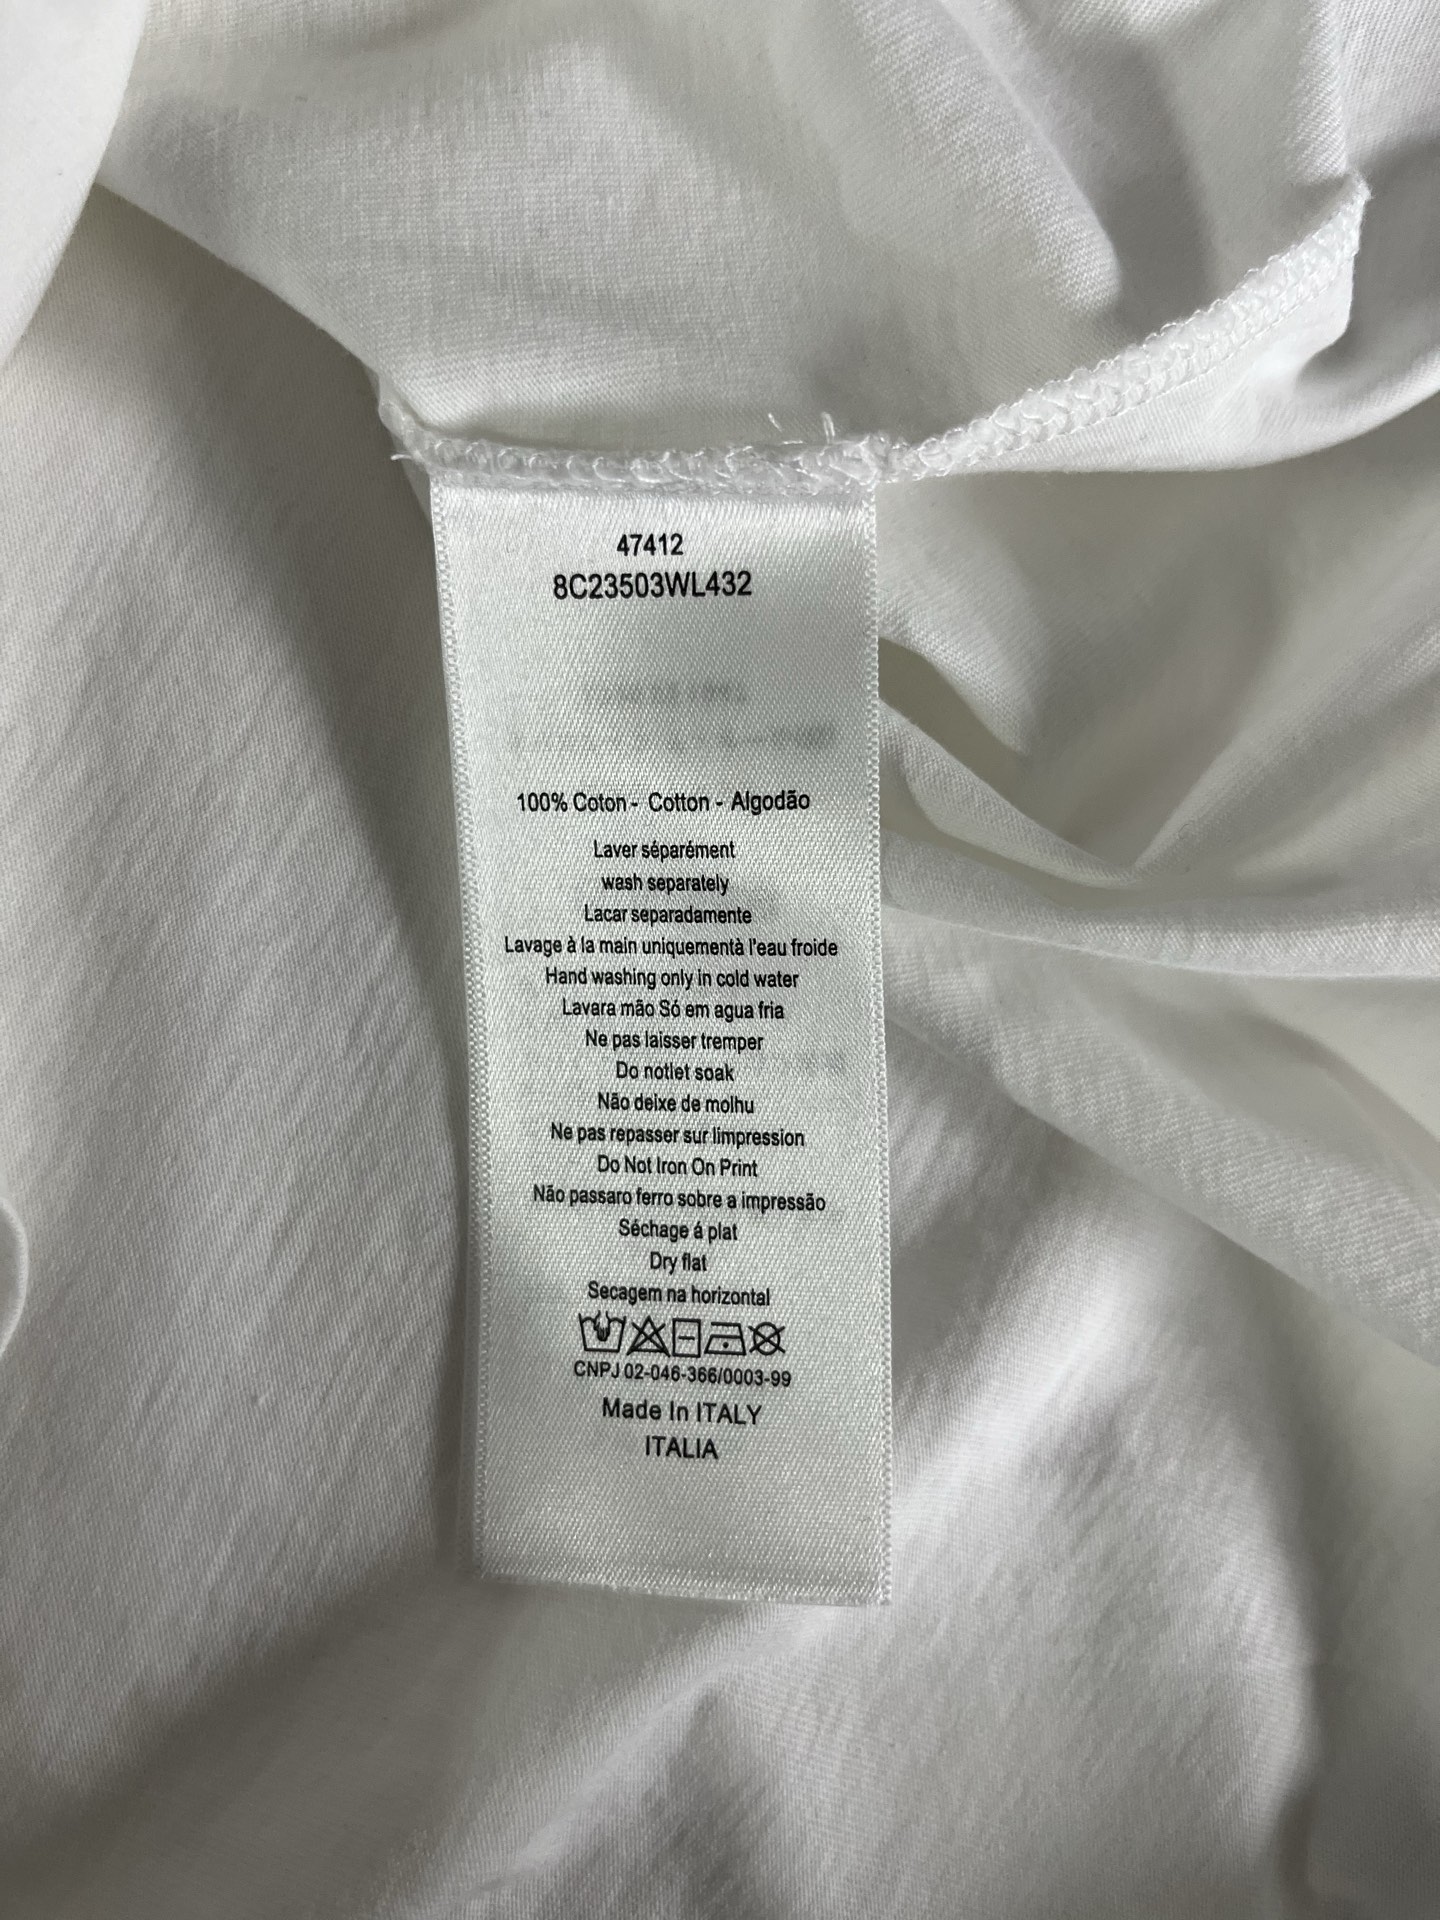 47412
8C23503WL432
100% Coton - Cotton - Algodão
Laver séparément
wash separately
Lacar separadamente
Lavage à la main uniquementà l'eau froide
Hand washing only in cold water
Lavara mão Só em agua fria
Ne pas laisser tremper
Do notlet soak
Não deixe de molhu
Ne pas repasser sur limpression
Do Not Iron On Print
Não passaro ferro sobre a impressão
Séchage á plat
Dry flat
Secagem na horizontal
CNPJ 02-046-366/0003-99
Made In ITALY
ITALIA